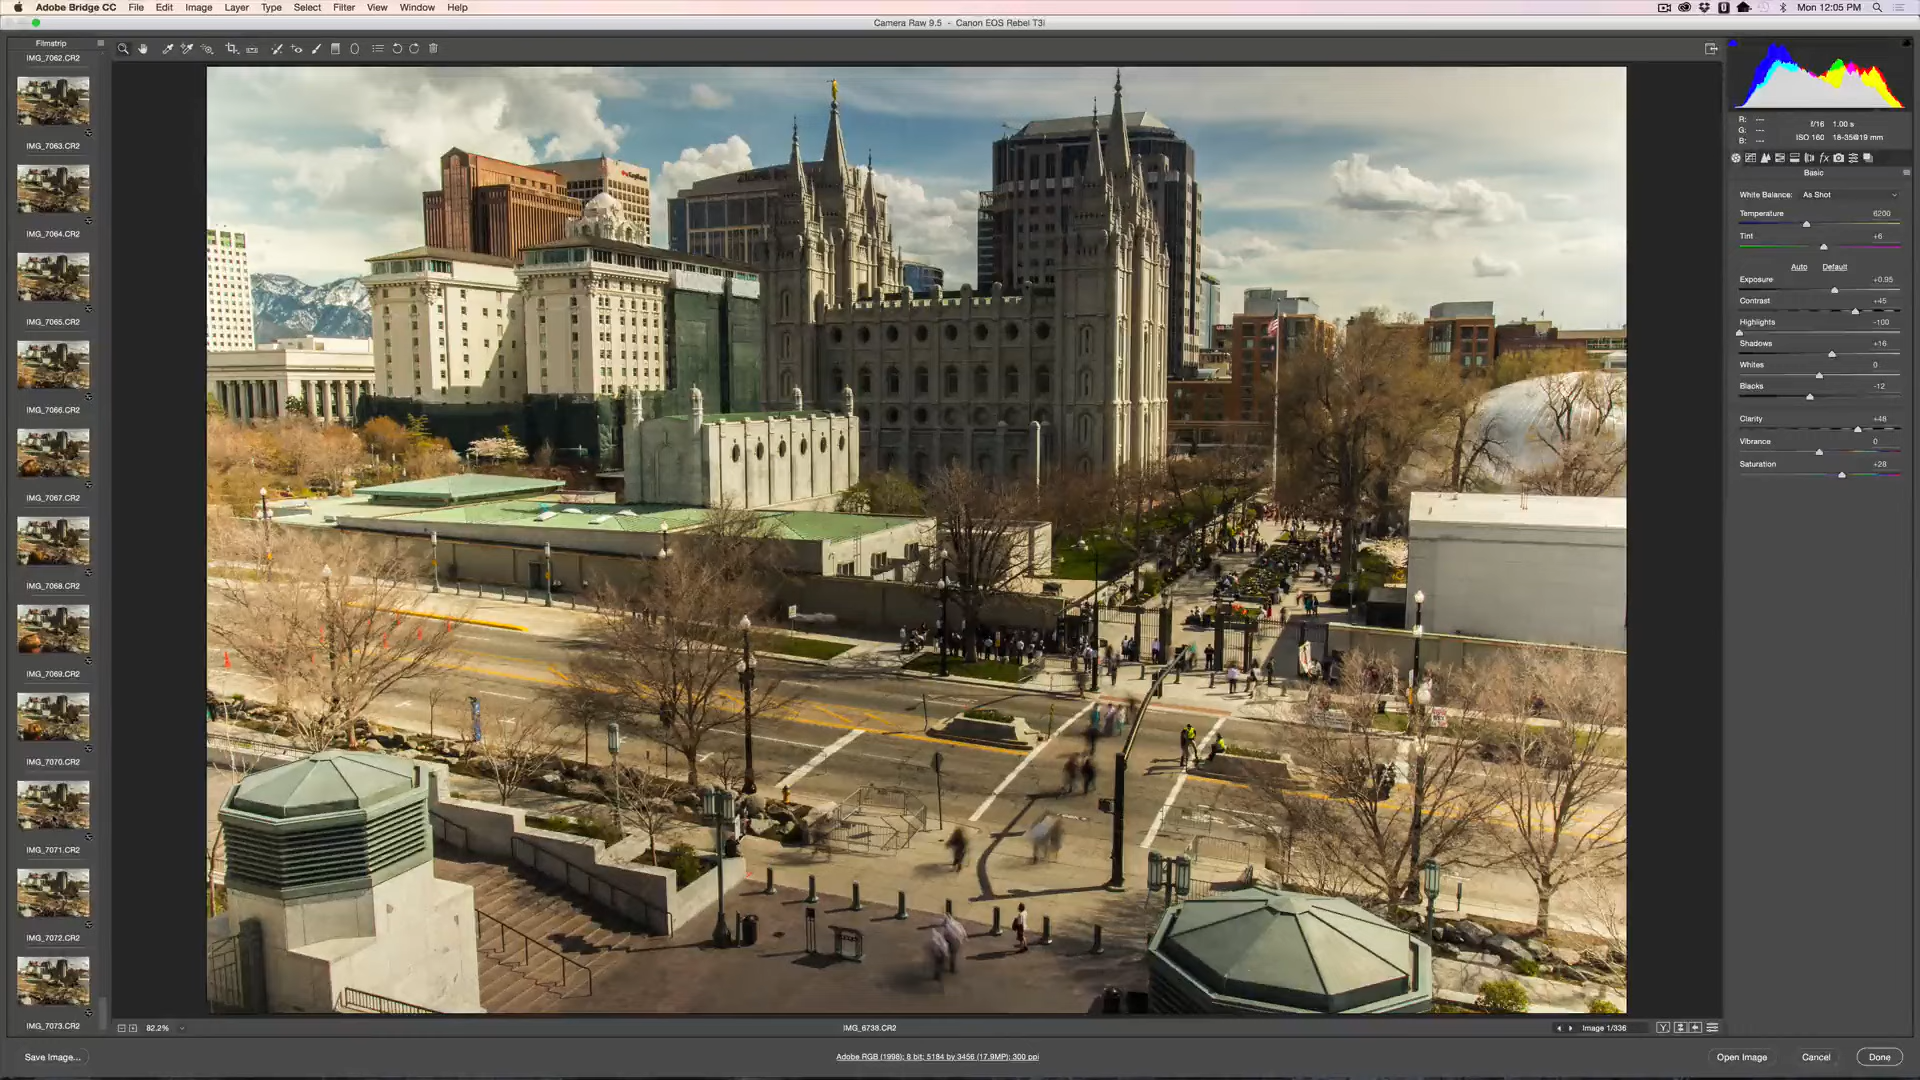 Adobe Bridge CC File Edit Image Layer Type Select Filter View Window Help Mon 12:05 PM
Camera Raw 9.5 - Canon EOS Rebel T3i
Filmstrip
IMG_7062.CR2
IMG_7063.CR2
IMG_7064.CR2
IMG_7065.CR2
IMG_7066.CR2
IMG_7067.CR2
IMG_7068.CR2
IMG_7069.CR2
IMG_7070.CR2
IMG_7071.CR2
IMG_7072.CR2
IMG_7073.CR2
R: ---
G: ---
B: ---
f/16 1.00 s
ISO 160 18-35@19 mm
Basic
White Balance: As Shot
Temperature 6200
Tint +6
Auto Default
Exposure +0.95
Contrast +45
Highlights -100
Shadows +16
Whites 0
Blacks -12
Clarity +48
Vibrance 0
Saturation +28
82.2% IMG_6738.CR2 Image 1/336
Save Image... Adobe RGB (1998); 8 bit; 5184 by 3456 (17.9MP); 300 ppi Open Image Cancel Done